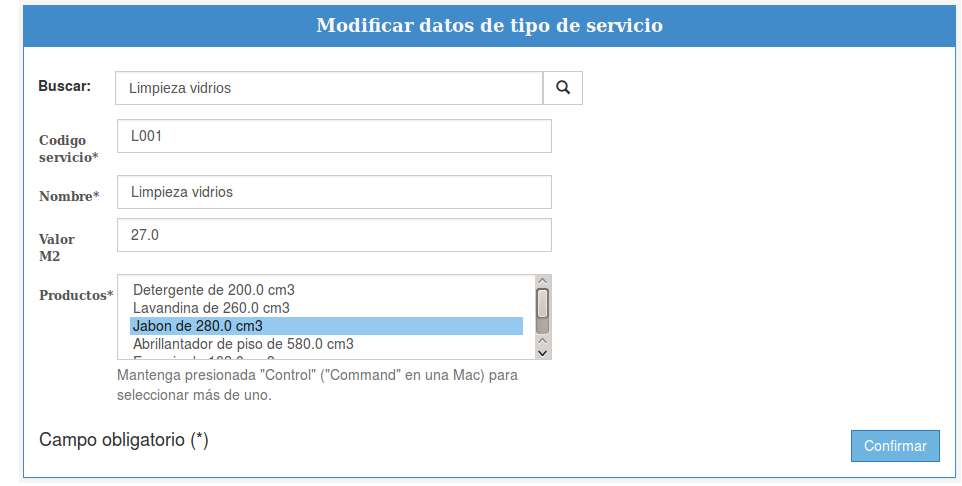 Modificar datos de tipo de servicio
Buscar:
Limpieza vidrios
Codigo
servicio*
L001
Nombre*
Limpieza vidrios
Valor
M2
27.0
Productos*
Detergente de 200.0 cm3
Lavandina de 260.0 cm3
Jabon de 280.0 cm3
Abrillantador de piso de 580.0 cm3
Mantenga presionada "Control" ("Command" en una Mac) para
seleccionar más de uno.
Campo obligatorio (*)
Confirmar